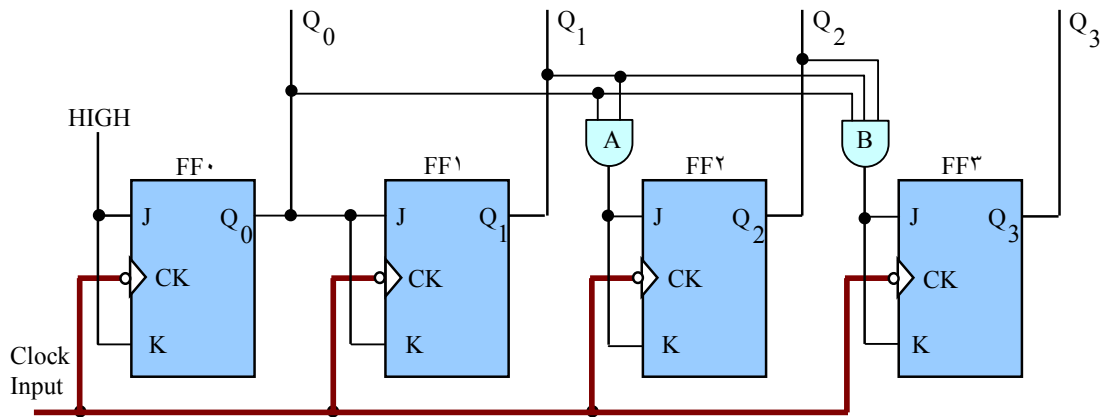 Q0
Q1
Q2
Q3
HIGH
A
B
FF٠
FF١
FF٢
FF٣
J
Q0
J
Q1
J
Q2
J
Q3
CK
CK
CK
CK
K
K
K
K
Clock
Input